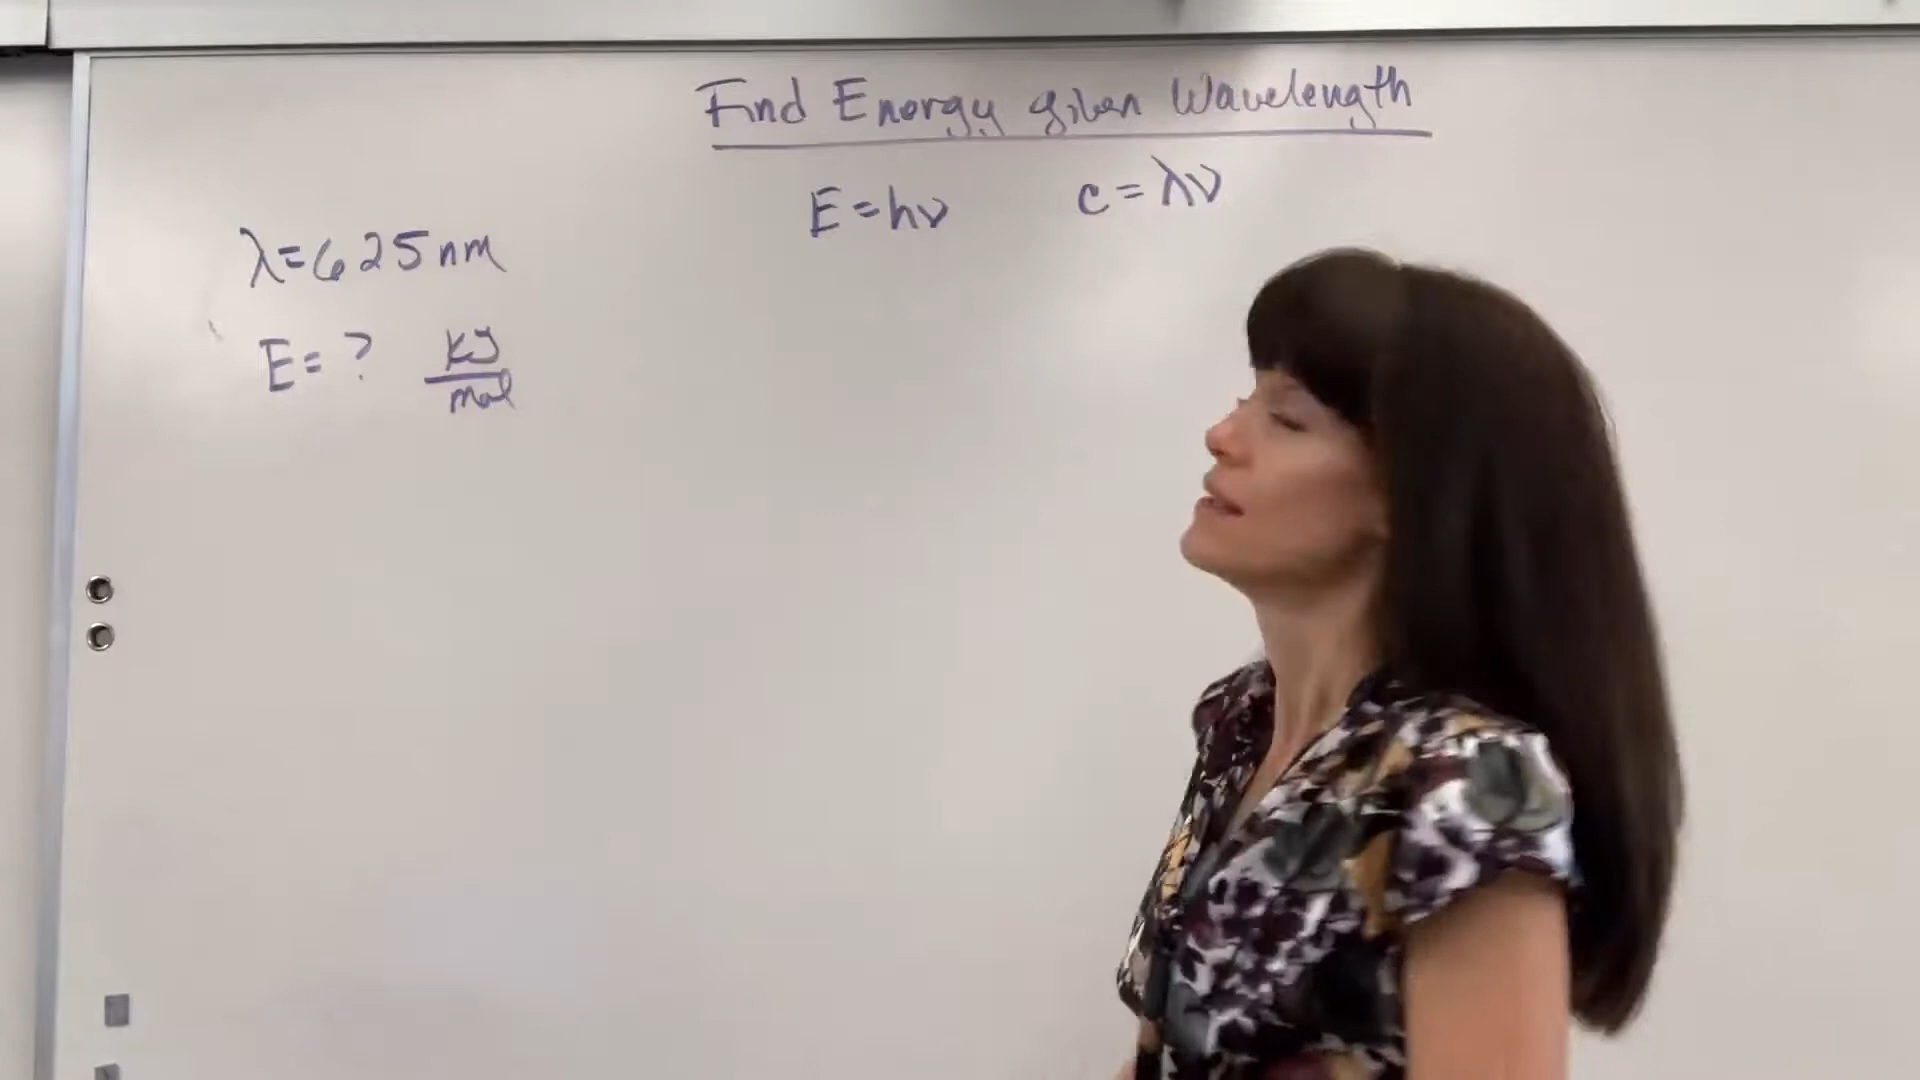 Find Energy given Wavelength
E=hν c=λν
λ=625nm
E=? kJ
mol